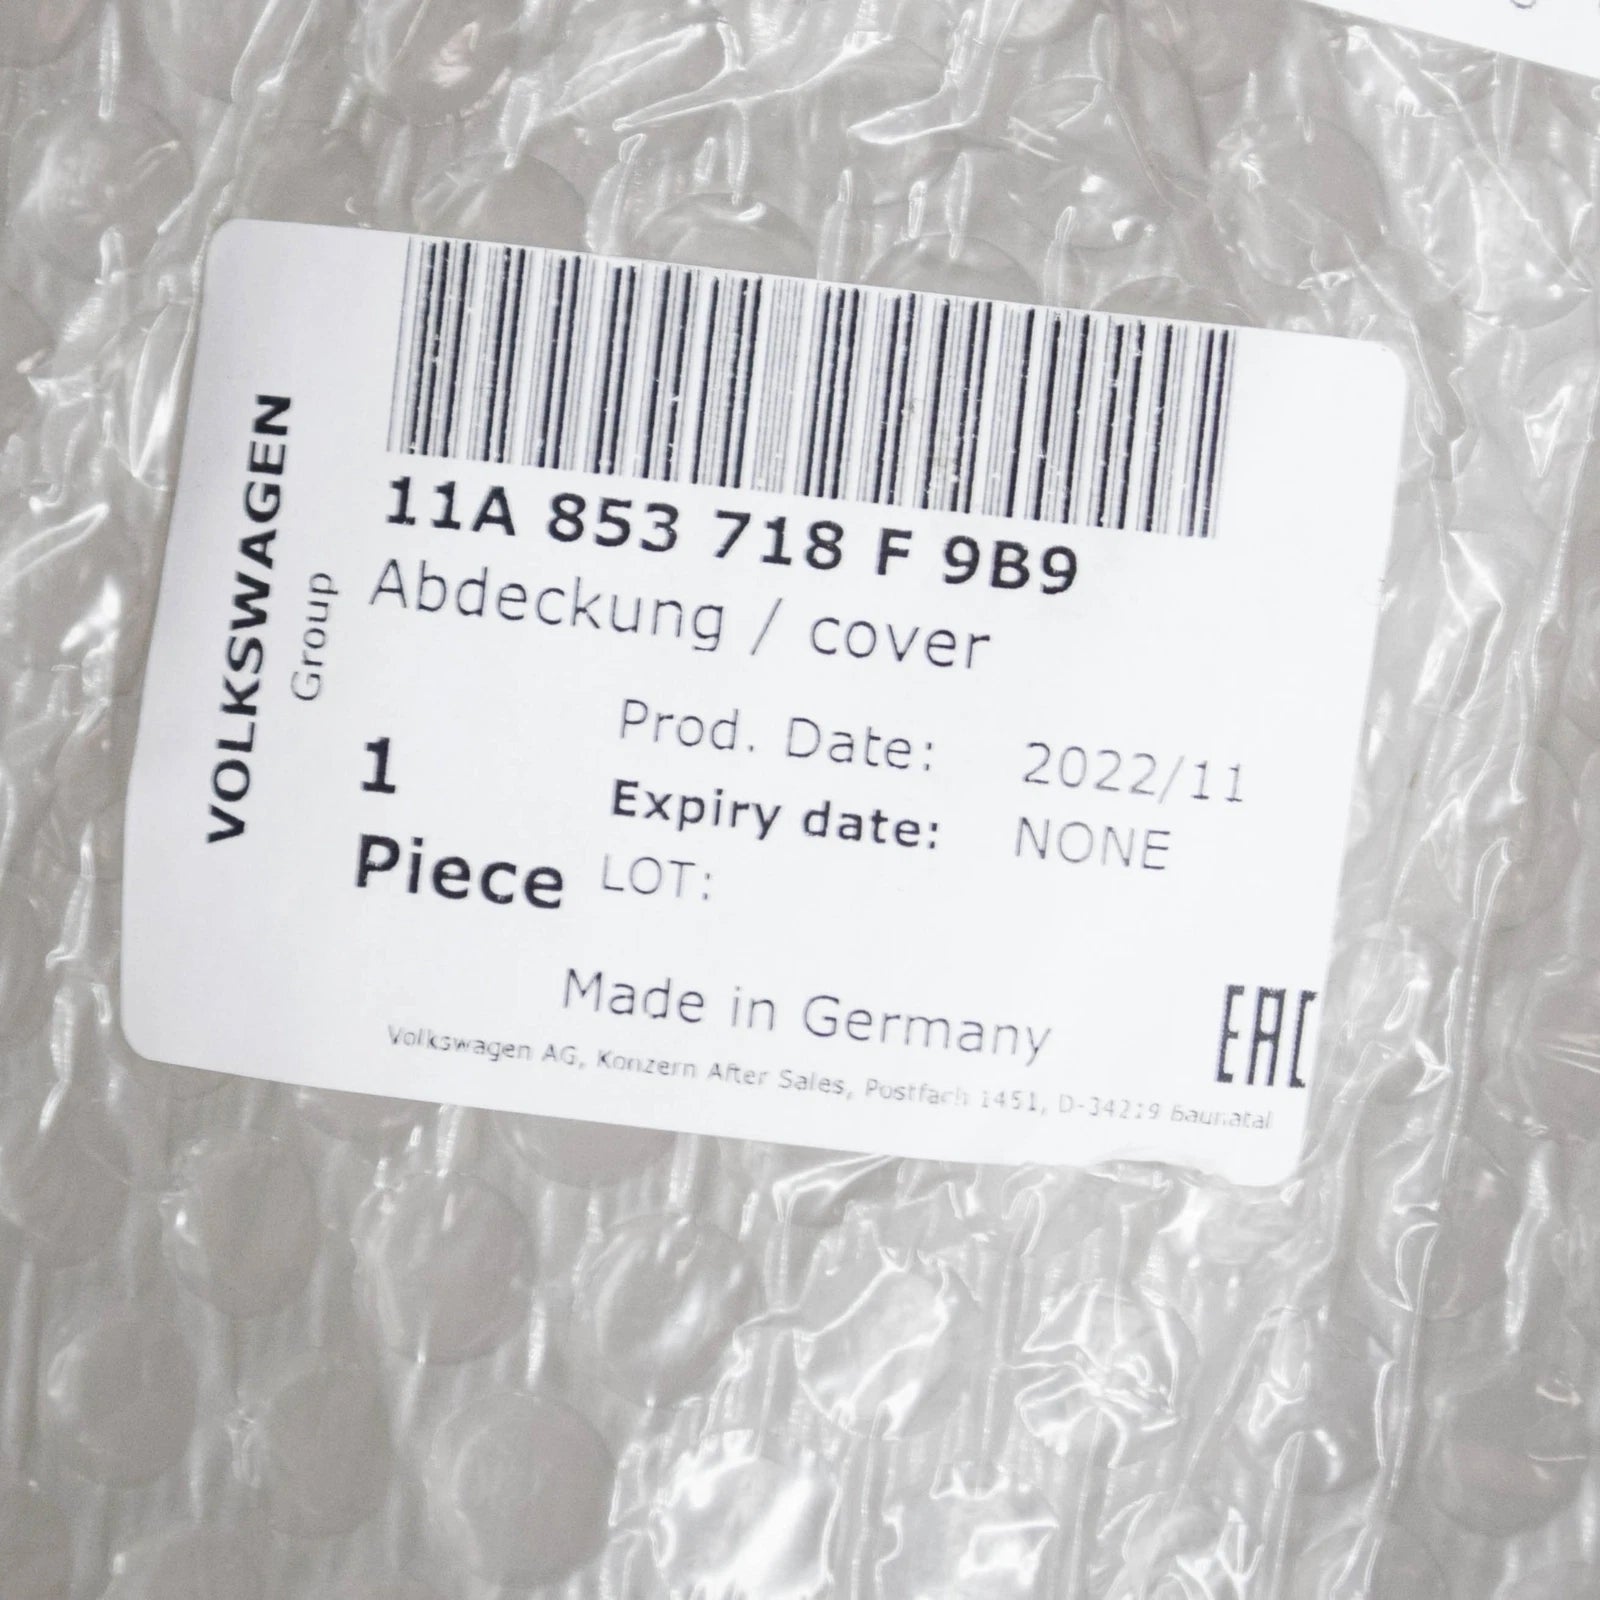 VOLKSWAGEN
Group
11A 853 718 F 9B9
Abdeckung / cover
1
Piece
Prod. Date: 2022/11
Expiry date: NONE
LOT:
Made in Germany
EAC
Volkswagen AG, Konzern After Sales, Postfach 1451, D-34219 Baunatal